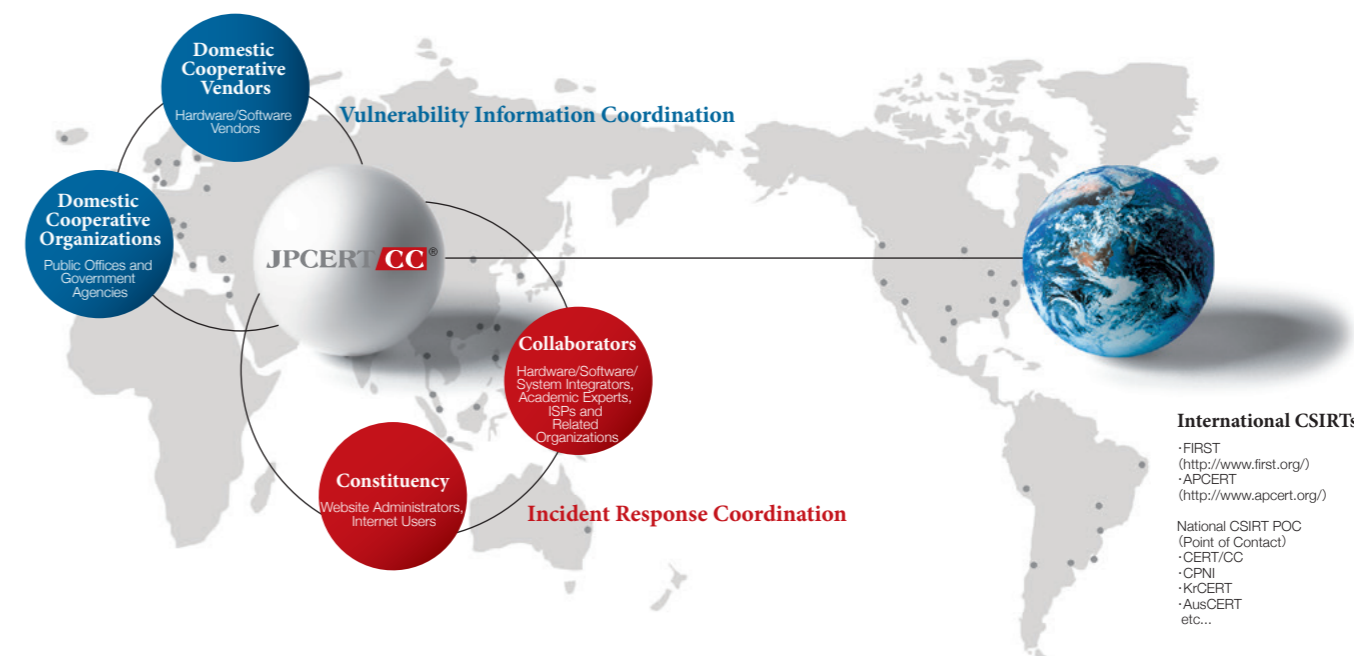 Domestic
Cooperative
Vendors
Hardware/Software
Vendors
Vulnerability Information Coordination
Domestic
Cooperative
Organizations
Public Offices and
Government
Agencies
JPCERT CC®
Collaborators
Hardware/Software/
System Integrators,
Academic Experts,
ISPs and
Related
Organizations
Constituency
Website Administrators,
Internet Users
Incident Response Coordination
International CSIRTs
・FIRST
(http://www.first.org/)
・APCERT
(http://www.apcert.org/)
National CSIRT POC
(Point of Contact)
・CERT/CC
・CPNI
・KrCERT
・AusCERT
etc...